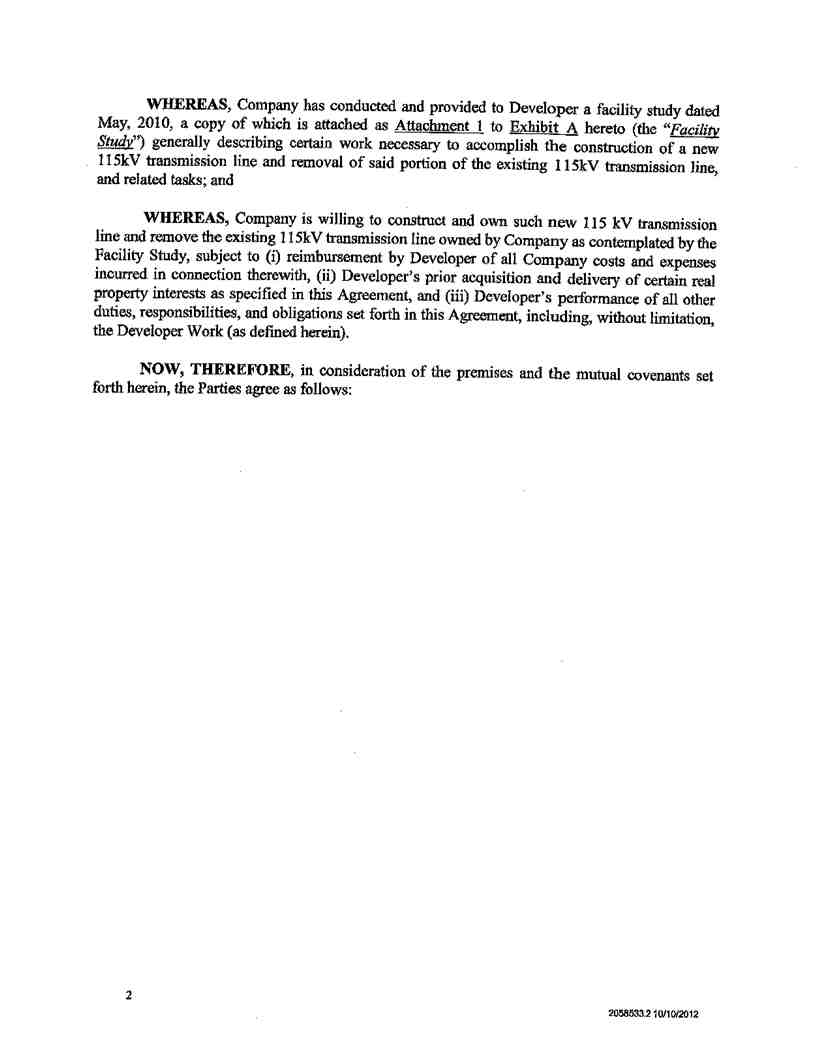 WHEREAS, Company has conducted and provided to Developer a facility study dated
May, 2010, a copy of which is attached as Attachment 1 to Exhibit A hereto (the “Facility
Study”) generally describing certain work necessary to accomplish the construction of a new
115kV transmission line and removal of said portion of the existing 115kV transmission line,
and related tasks; and
WHEREAS, Company is willing to construct and own such new 115 kV transmission
line and remove the existing 115kV transmission line owned by Company as contemplated by the
Facility Study, subject to (i) reimbursement by Developer of all Company costs and expenses
incurred in connection therewith, (ii) Developer’s prior acquisition and delivery of certain real
property interests as specified in this Agreement, and (iii) Developer’s performance of all other
duties, responsibilities, and obligations set forth in this Agreement, including, without limitation,
the Developer Work (as defined herein).
NOW, THEREFORE, in consideration of the premises and the mutual covenants set
forth herein, the Parties agree as follows:
2
2058533.2 10/10/2012